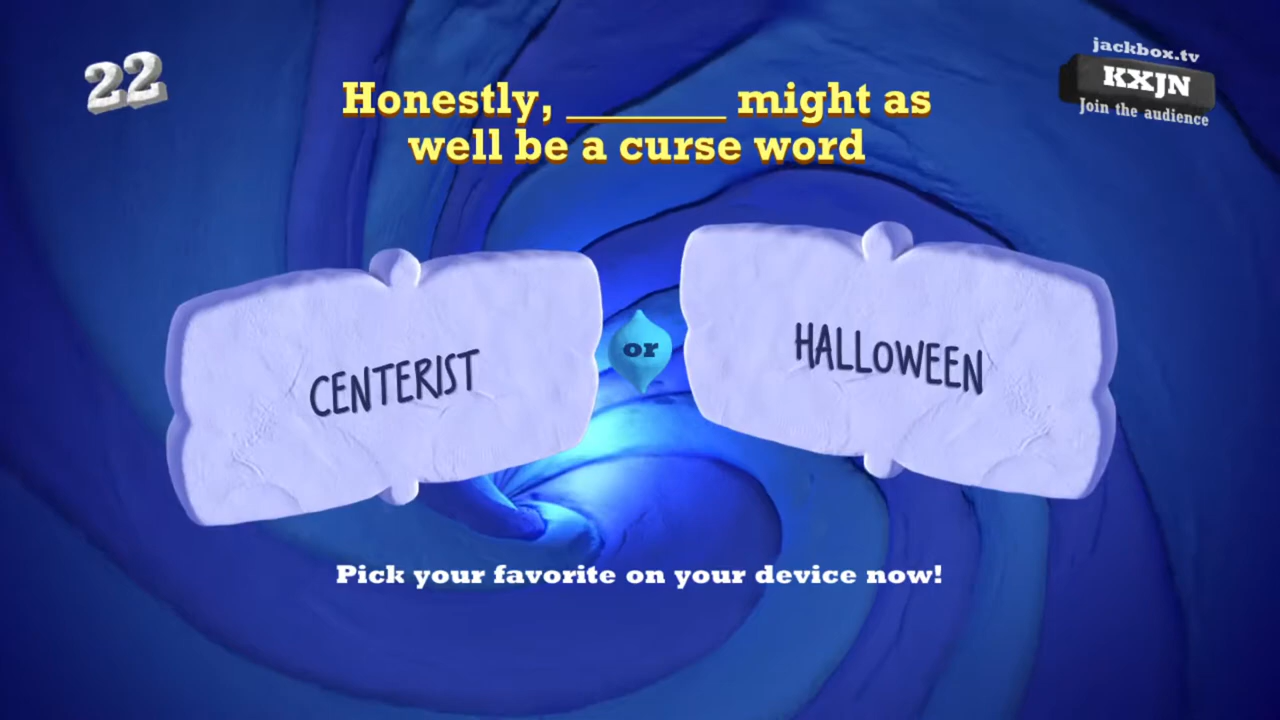 22
jackbox.tv
KXJN
Join the audience
Honestly, _______ might as
well be a curse word
CENTERIST
or
HALLOWEEN
Pick your favorite on your device now!